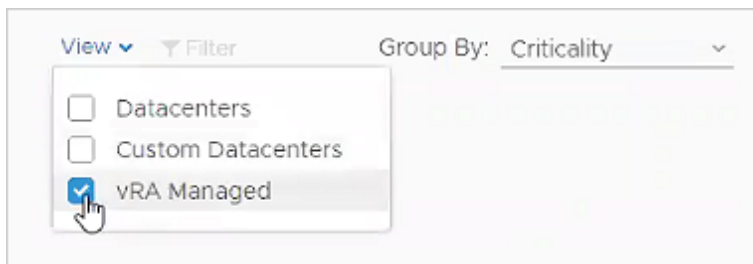 View Filter Group By: Criticality
Datacenters
Custom Datacenters
vRA Managed